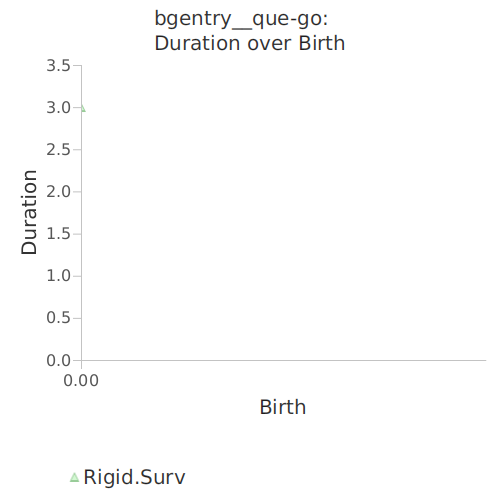 bgentry__que-go:
Duration over Birth
3.5
3.0
2.5
2.0
1.5
1.0
0.5
0.0
Duration
0.00
Birth
Rigid.Surv